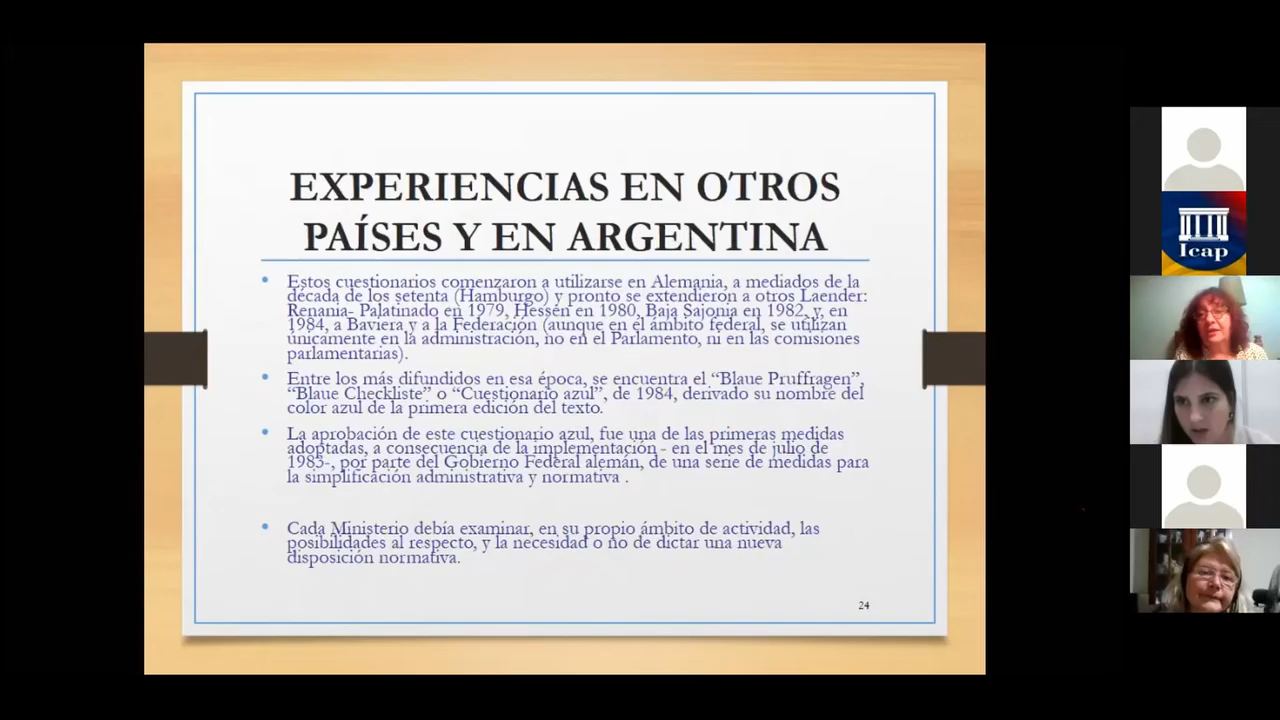 EXPERIENCIAS EN OTROS
PAÍSES Y EN ARGENTINA
• Estos cuestionarios comenzaron a utilizarse en Alemania, a mediados de la
década de los setenta (Hamburgo) y pronto se extendieron a otros Laender:
Renania- Palatinado en 1979, Hessen en 1980, Baja Sajonia en 1982, y, en
1984, a Baviera y a la Federación (aunque en el ámbito federal, se utilizan
únicamente en la administración, no en el Parlamento, ni en las comisiones
parlamentarias).
• Entre los más difundidos en esa época, se encuentra el “Blaue Pruffragen”,
“Blaue Checkliste” o “Cuestionario azul”, de 1984, derivado su nombre del
color azul de la primera edición del texto.
• La aprobación de este cuestionario azul, fue una de las primeras medidas
adoptadas, a consecuencia de la implementación - en el mes de julio de
1983-, por parte del Gobierno Federal alemán, de una serie de medidas para
la simplificación administrativa y normativa .
• Cada Ministerio debía examinar, en su propio ámbito de actividad, las
posibilidades al respecto, y la necesidad o no de dictar una nueva
disposición normativa.
24
Icap